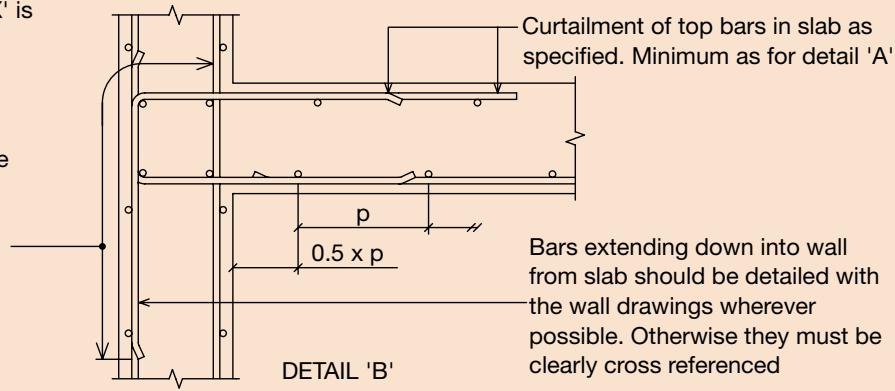 ' is
Curtailment of top bars in slab as
specified. Minimum as for detail 'A'
e
p
0.5 x p
Bars extending down into wall
from slab should be detailed with
the wall drawings wherever
possible. Otherwise they must be
clearly cross referenced
DETAIL 'B'